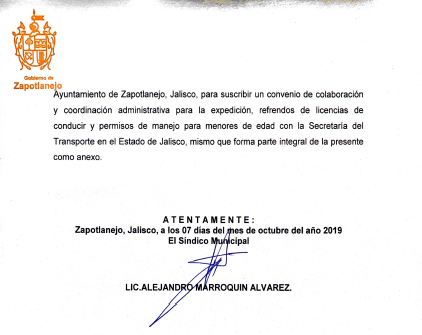 Gobierno de
Zapotlanejo
Ayuntamiento de Zapotlanejo, Jalisco, para suscribir un convenio de colaboración
y coordinación administrativa para la expedición, refrendos de licencias de
conducir y permisos de manejo para menores de edad con la Secretaría del
Transporte en el Estado de Jalisco, mismo que forma parte integral de la presente
como anexo.
A T E N T A M E N T E :
Zapotlanejo, Jalisco, a los 07 días del mes de octubre del año 2019
El Síndico Municipal
LIC.ALEJANDRO MARROQUIN ALVAREZ.